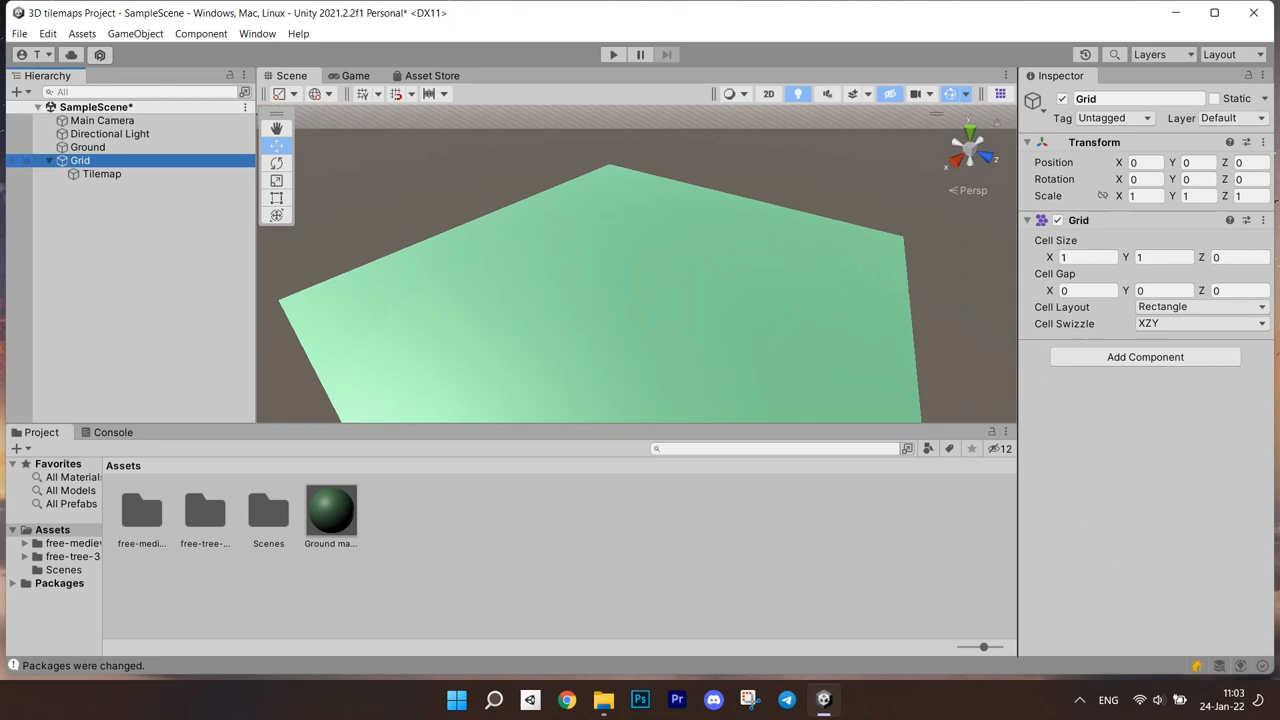 3D tilemaps Project - SampleScene - Windows, Mac, Linux - Unity 2021.2.2f1 Personal* <DX11>
File Edit Assets GameObject Component Window Help
T Layers Layout
Hierarchy Scene Game Asset Store Inspector
All 2D
SampleScene*
Main Camera
Directional Light
Ground
Grid
Tilemap
y
x z
Persp
Grid Static
Tag Untagged Layer Default
Transform
Position X 0 Y 0 Z 0
Rotation X 0 Y 0 Z 0
Scale X 1 Y 1 Z 1
Grid
Cell Size
X 1 Y 1 Z 0
Cell Gap
X 0 Y 0 Z 0
Cell Layout Rectangle
Cell Swizzle XZY
Add Component
Project Console
12
Favorites
All Materials
All Models
All Prefabs
Assets
free-mediev
free-tree-3
Scenes
Packages
Assets
free-medi... free-tree-... Scenes Ground ma...
Packages were changed.
Ps Pr ENG 11:03
24-Jan-22